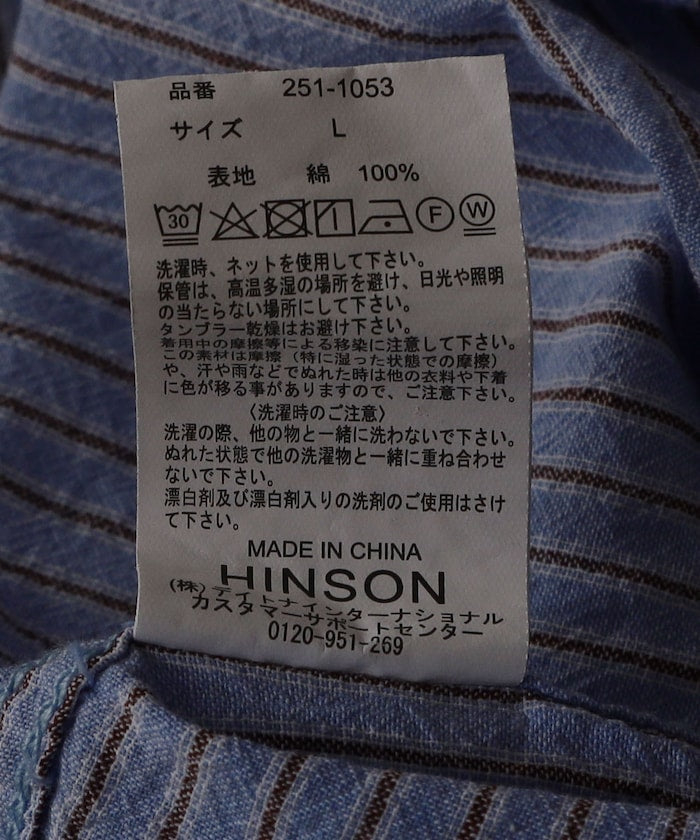 品番 251-1053
サイズ L
表地 綿 100%
30 F W
洗濯時、ネットを使用して下さい。
保管は、高温多湿の場所を避け、日光や照明
の当たらない場所にして下さい。
タンブラー乾燥はお避け下さい。
着用中の摩擦等による移染に注意して下さい。
この素材は摩擦（特に湿った状態での摩擦）
や、汗や雨などでぬれた時は他の衣料や下着
に色が移る事がありますので、ご注意下さい。
〈洗濯時のご注意〉
洗濯の際、他の物と一緒に洗わないで下さい。
ぬれた状態で他の洗濯物と一緒に重ね合わせ
ないで下さい。
漂白剤及び漂白剤入りの洗剤のご使用はさけ
て下さい。
MADE IN CHINA
HINSON
(株)デイトナインターナショナル
カスタマーサポートセンター
0120-951-269